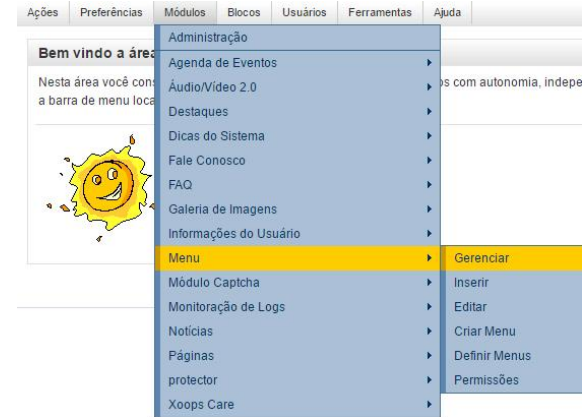 Ações Preferências Módulos Blocos Usuários Ferramentas Ajuda
Administração
Bem vindo a áre
Agenda de Eventos
Nesta área você cons
os com autonomia, indepe
Áudio/Vídeo 2.0
a barra de menu loca
Destaques
Dicas do Sistema
Fale Conosco
FAQ
Galeria de Imagens
Informações do Usuário
Menu Gerenciar
Módulo Captcha Inserir
Monitoração de Logs Editar
Notícias Criar Menu
Páginas Definir Menus
protector Permissões
Xoops Care